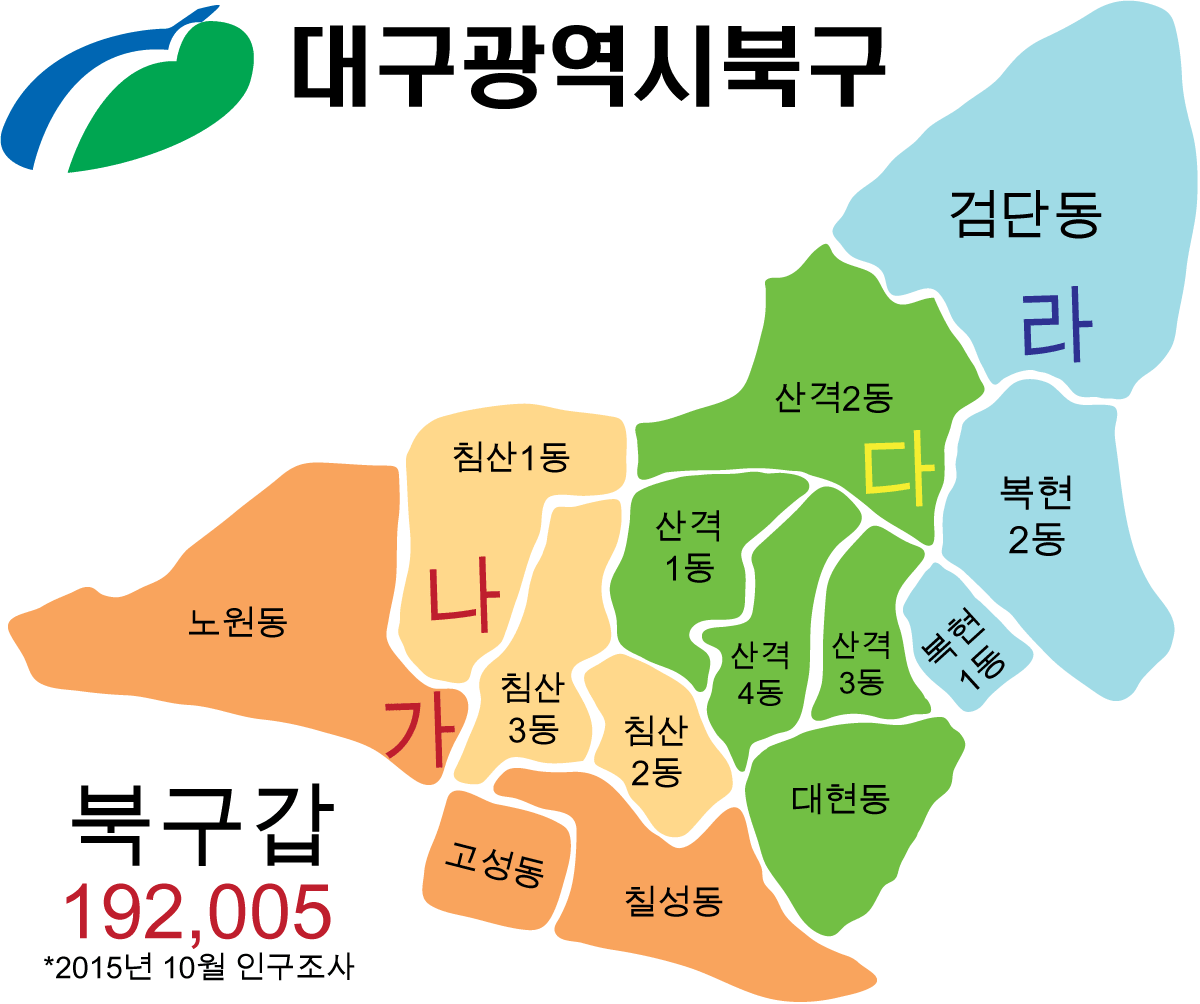 대구광역시북구
검단동
라
산격2동
다
침산1동
복현
2동
산격
1동
나
노원동
복현
1동
산격
4동
산격
3동
침산
3동
침산
2동
가
대현동
고성동
칠성동
북구갑
192,005
*2015년 10월 인구조사